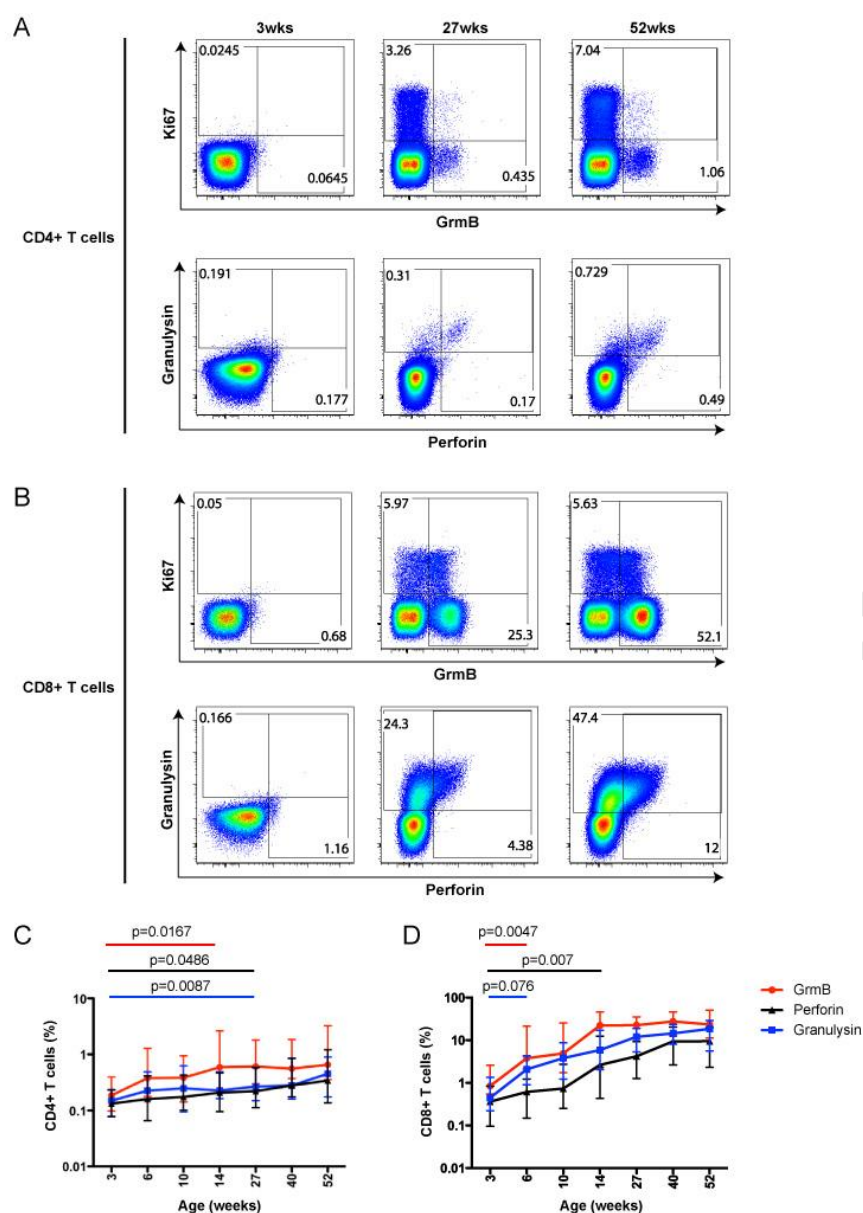 A
3wks 27wks 52wks
0.0245 3.26 7.04
Ki67
0.0645 0.435 1.06
GrmB
CD4+ T cells
0.191 0.31 0.729
Granulysin
0.177 0.17 0.49
Perforin
B
0.05 5.97 5.63
Ki67
0.68 25.3 52.1
GrmB
CD8+ T cells
0.166 24.3 47.4
Granulysin
1.16 4.38 12
Perforin
C
p=0.0167
p=0.0486
p=0.0087
CD4+ T cells (%)
10
1
0.1
0.01
3 6 10 14 27 40 52
Age (weeks)
D
p=0.0047
p=0.007
p=0.076
CD8+ T cells (%)
100
10
1
0.1
0.01
3 6 10 14 27 40 52
Age (weeks)
GrmB
Perforin
Granulysin